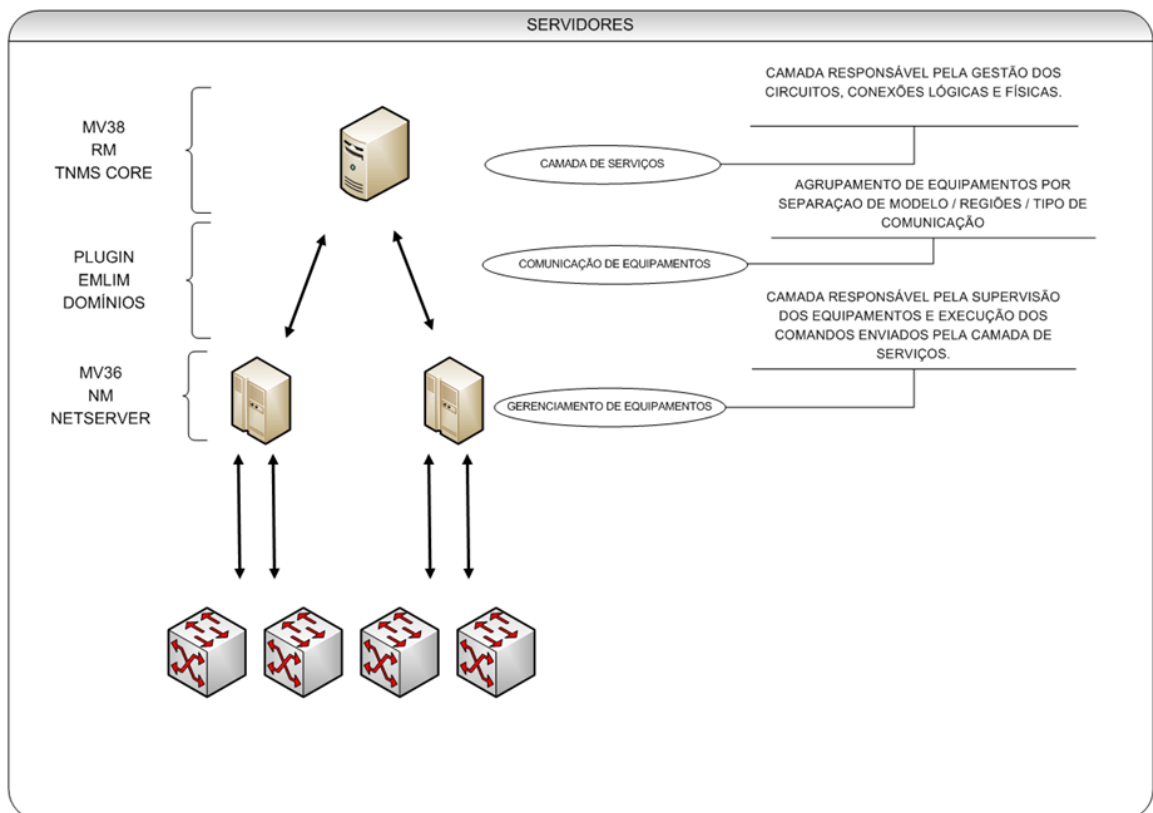 SERVIDORES
MV38
RM
TNMS CORE
CAMADA DE SERVIÇOS
CAMADA RESPONSÁVEL PELA GESTÃO DOS
CIRCUITOS, CONEXÕES LÓGICAS E FÍSICAS.
PLUGIN
EMLIM
DOMÍNIOS
COMUNICAÇÃO DE EQUIPAMENTOS
AGRUPAMENTO DE EQUIPAMENTOS POR
SEPARAÇAO DE MODELO / REGIÕES / TIPO DE
COMUNICAÇÃO
MV36
NM
NETSERVER
GERENCIAMENTO DE EQUIPAMENTOS
CAMADA RESPONSÁVEL PELA SUPERVISÃO
DOS EQUIPAMENTOS E EXECUÇÃO DOS
COMANDOS ENVIADOS PELA CAMADA DE
SERVIÇOS.